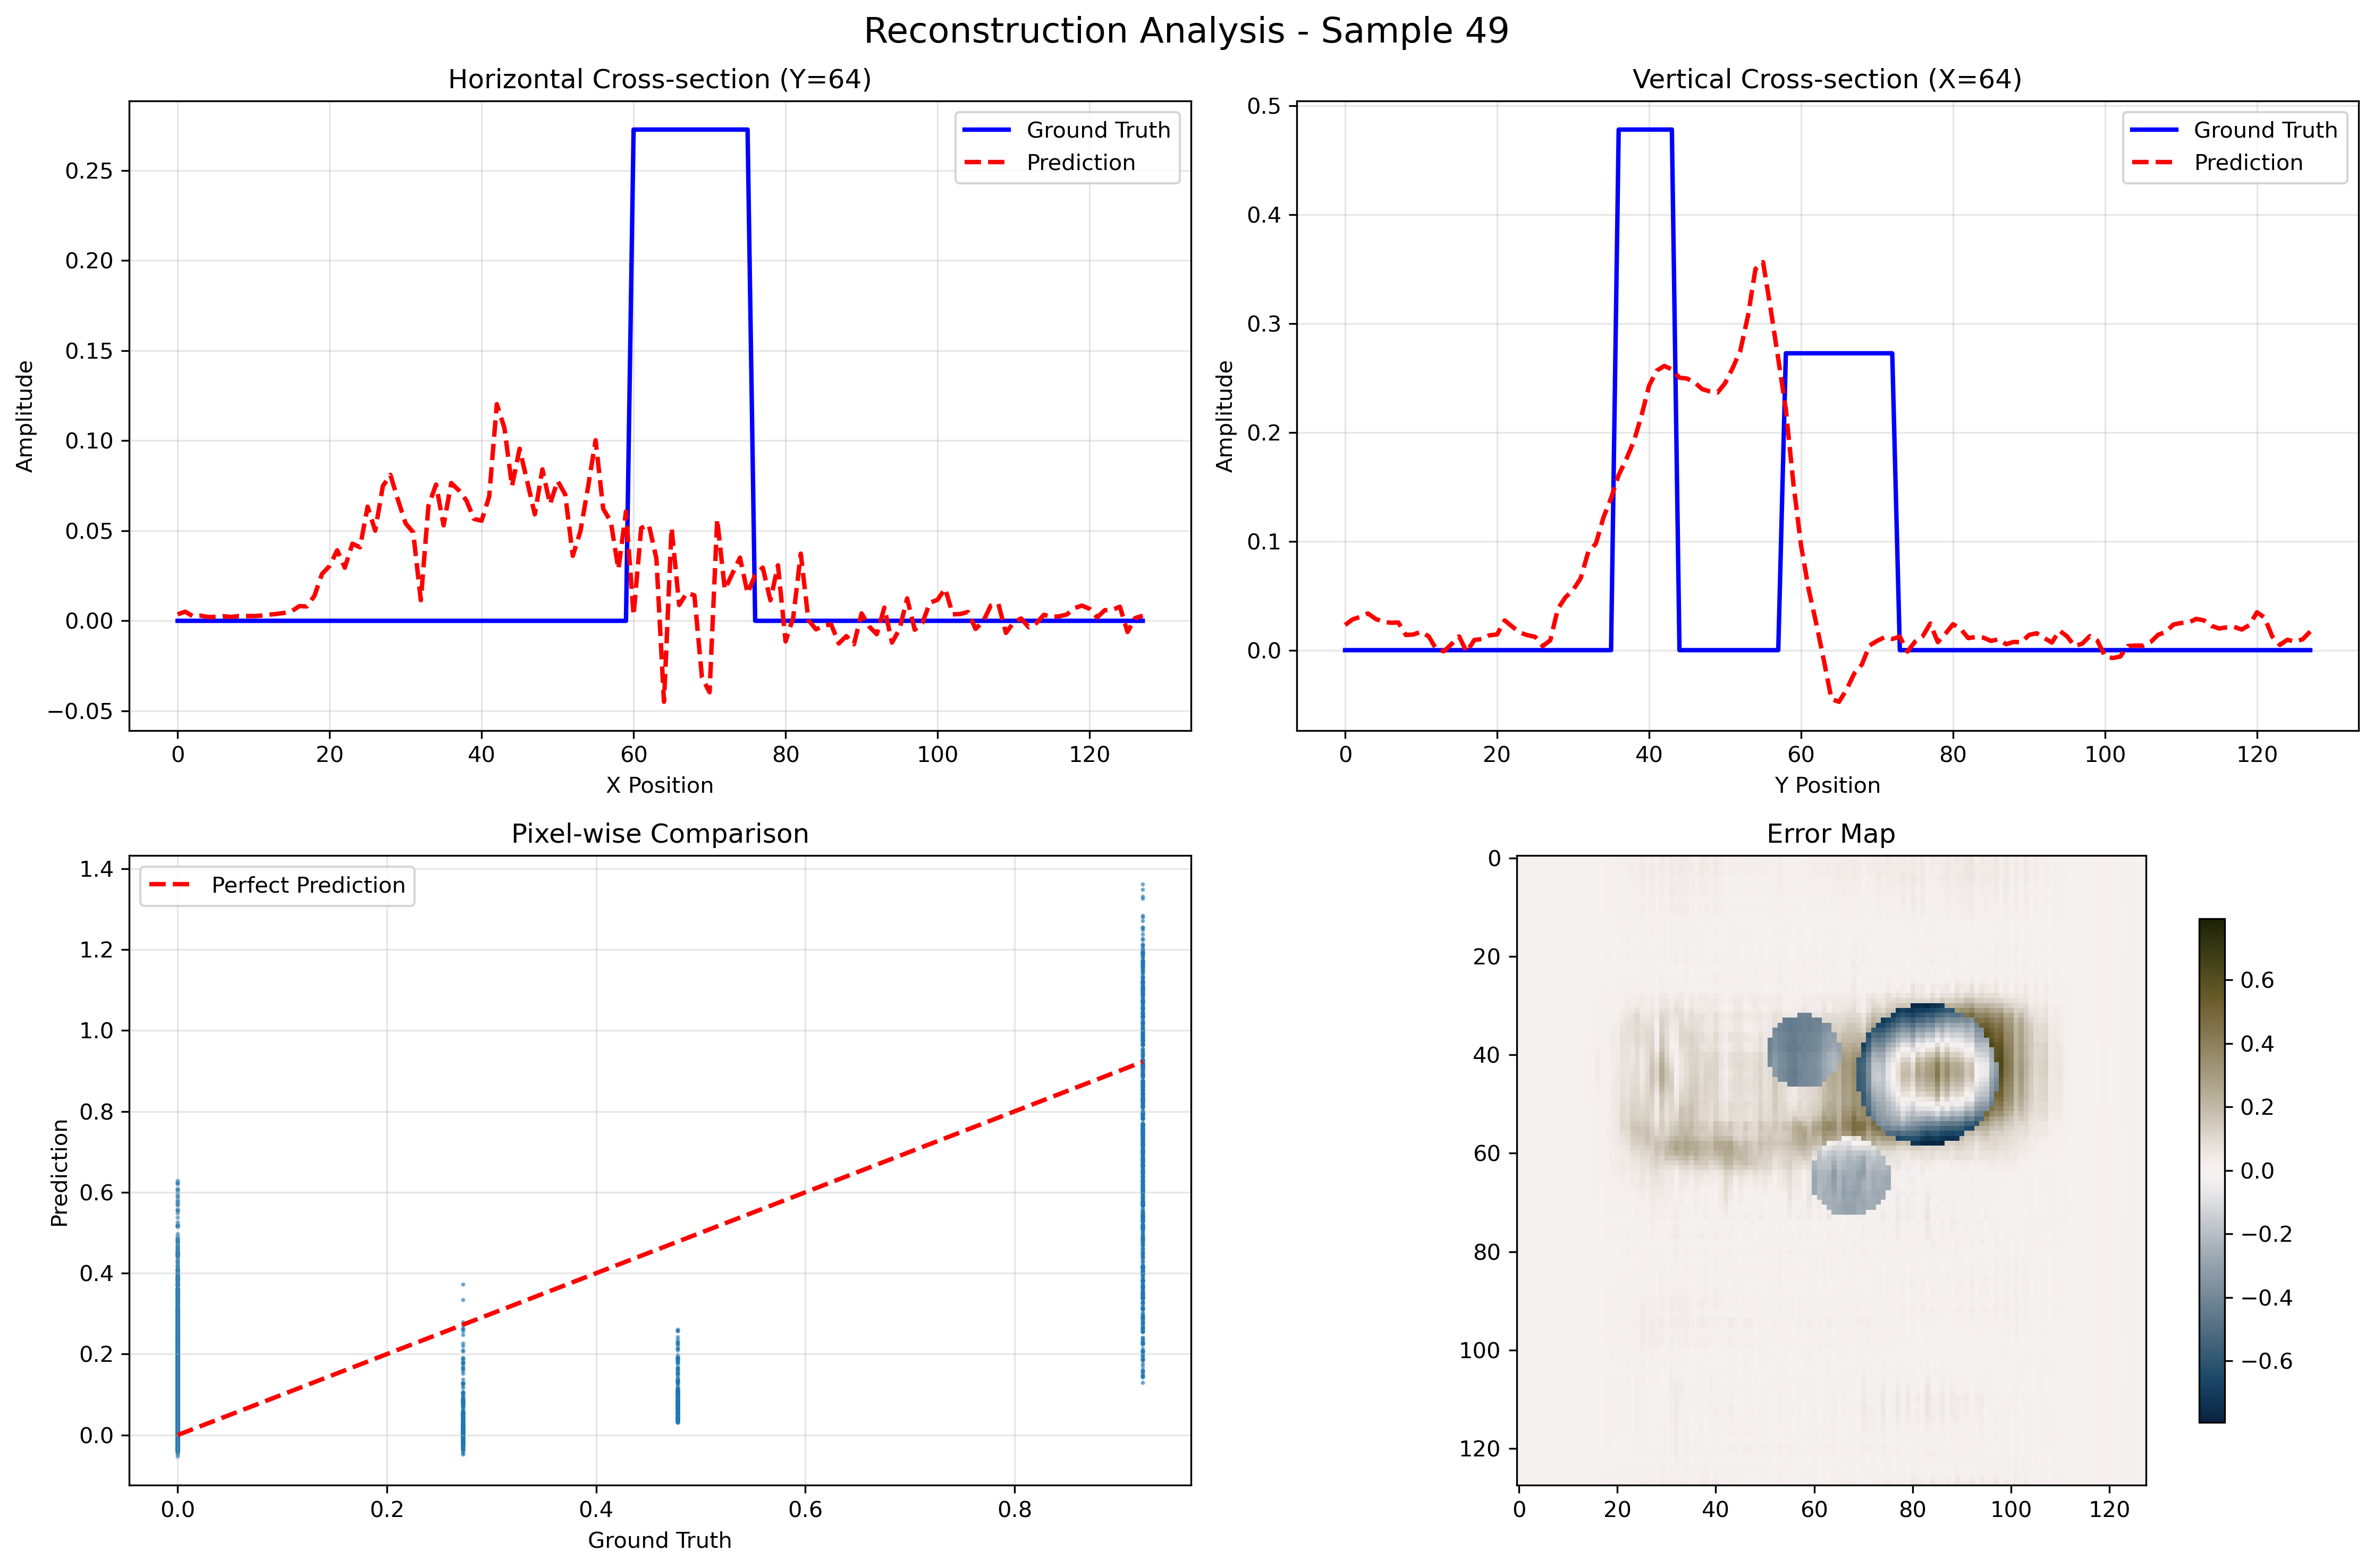 Reconstruction Analysis - Sample 49
Horizontal Cross-section (Y=64)
Ground Truth
Prediction
0.25
0.20
0.15
0.10
0.05
0.00
−0.05
Amplitude
0 20 40 60 80 100 120
X Position
Vertical Cross-section (X=64)
Ground Truth
Prediction
0.5
0.4
0.3
0.2
0.1
0.0
Amplitude
0 20 40 60 80 100 120
Y Position
Pixel-wise Comparison
Perfect Prediction
1.4
1.2
1.0
0.8
0.6
0.4
0.2
0.0
Prediction
0.0 0.2 0.4 0.6 0.8
Ground Truth
Error Map
0
20
40
60
80
100
120
0 20 40 60 80 100 120
0.6
0.4
0.2
0.0
−0.2
−0.4
−0.6